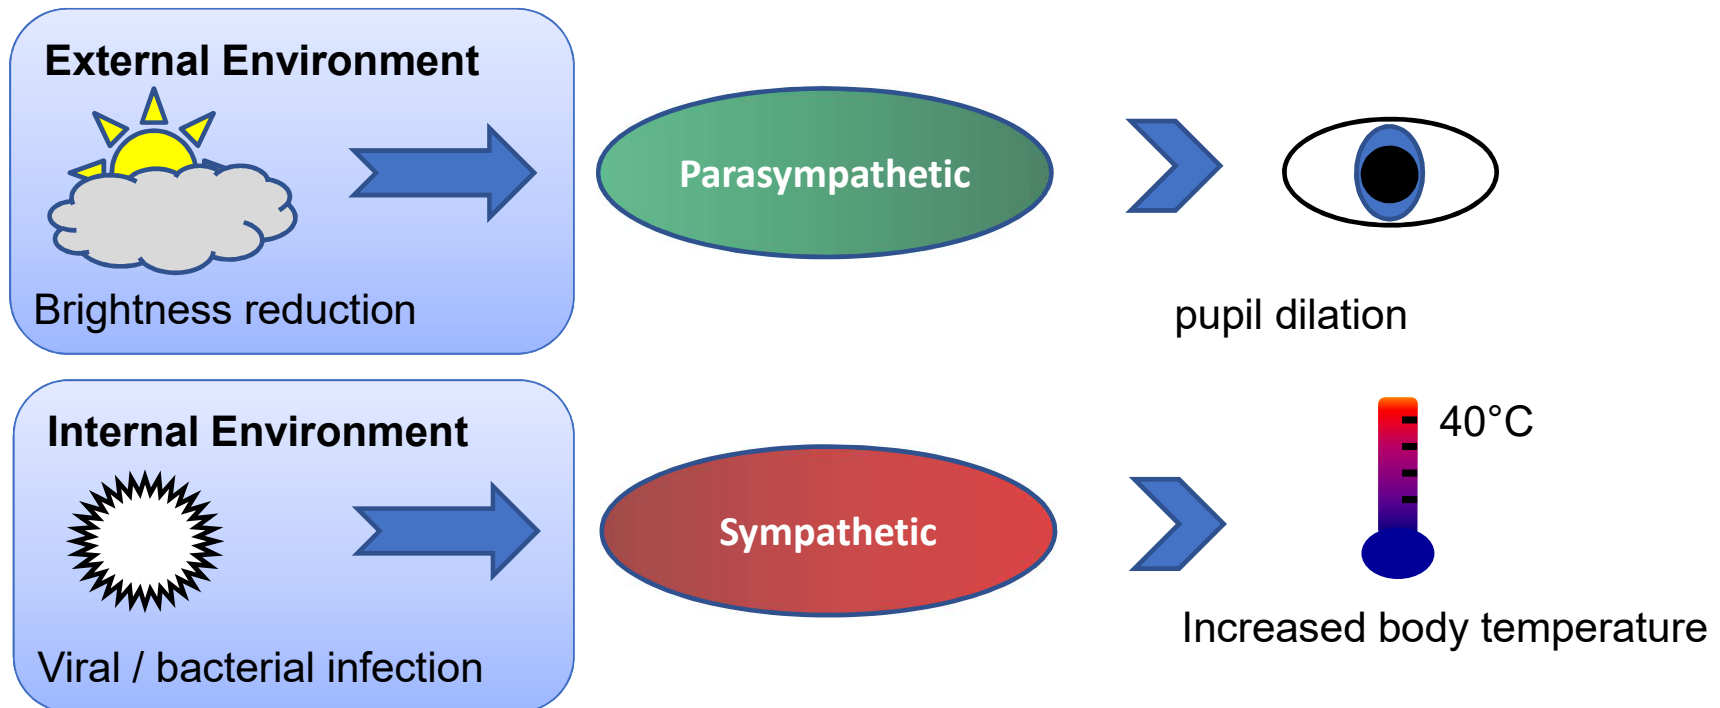 External Environment
Brightness reduction
Parasympathetic
pupil dilation
Internal Environment
Viral / bacterial infection
Sympathetic
40°C
Increased body temperature